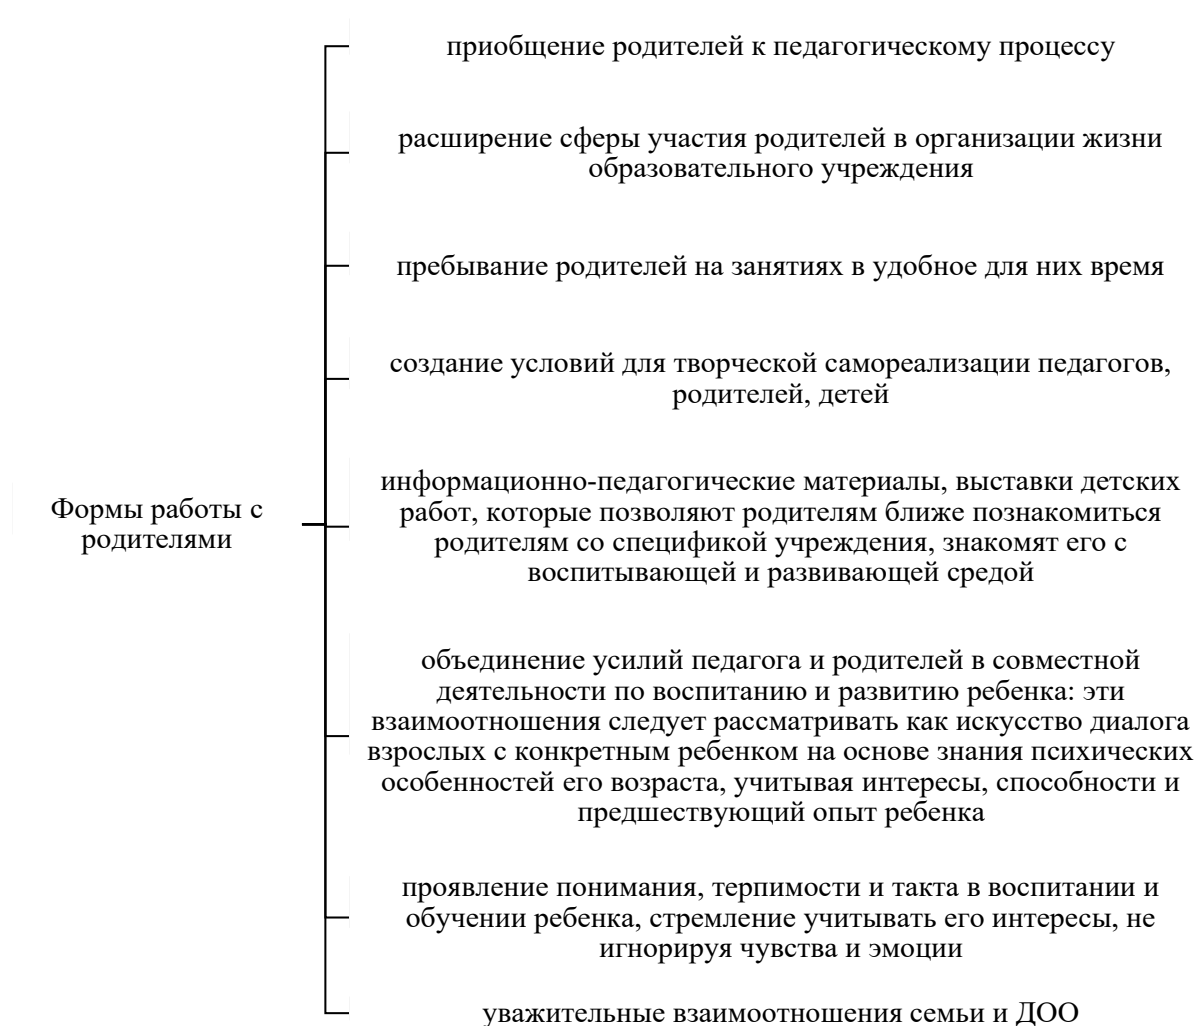 приобщение родителей к педагогическому процессу
расширение сферы участия родителей в организации жизни
образовательного учреждения
пребывание родителей на занятиях в удобное для них время
создание условий для творческой самореализации педагогов,
родителей, детей
Формы работы с
родителями
информационно-педагогические материалы, выставки детских
работ, которые позволяют родителям ближе познакомиться
родителям со спецификой учреждения, знакомят его с
воспитывающей и развивающей средой
объединение усилий педагога и родителей в совместной
деятельности по воспитанию и развитию ребенка: эти
взаимоотношения следует рассматривать как искусство диалога
взрослых с конкретным ребенком на основе знания психических
особенностей его возраста, учитывая интересы, способности и
предшествующий опыт ребенка
проявление понимания, терпимости и такта в воспитании и
обучении ребенка, стремление учитывать его интересы, не
игнорируя чувства и эмоции
уважительные взаимоотношения семьи и ДОО